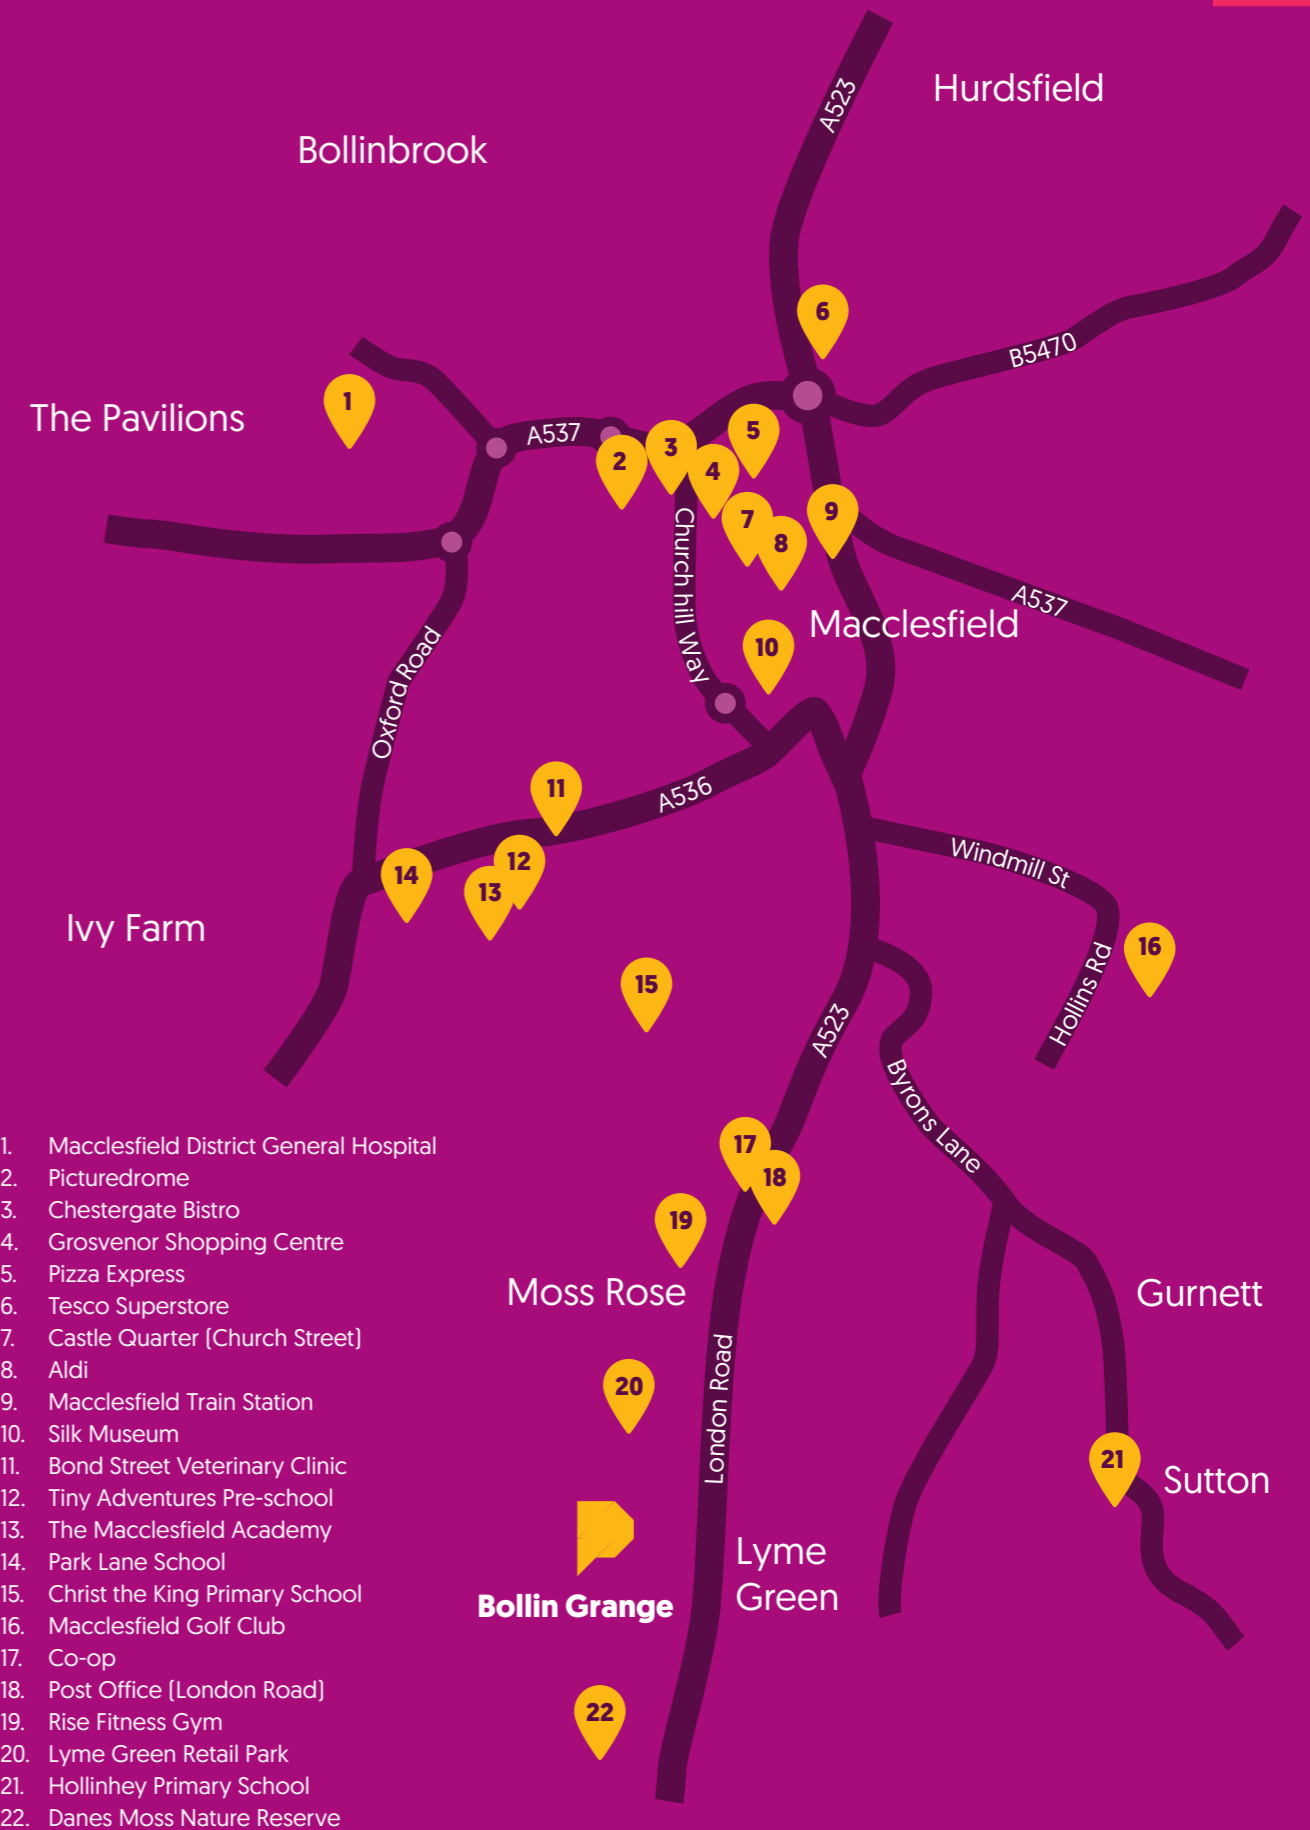 Hurdsfield
A523
Bollinbrook
6
B5470
1
The Pavilions
A537
5
3
2
4
9
7
8
Church hill Way
A537
Macclesfield
10
Oxford Road
11
A536
12
14
13
Windmill St
Ivy Farm
16
Hollins Rd
15
A523
Byrons Lane
17
18
19
Moss Rose
Gurnett
London Road
20
21
Sutton
Lyme
Green
Bollin Grange
22
1. Macclesfield District General Hospital
2. Picturedrome
3. Chestergate Bistro
4. Grosvenor Shopping Centre
5. Pizza Express
6. Tesco Superstore
7. Castle Quarter (Church Street)
8. Aldi
9. Macclesfield Train Station
10. Silk Museum
11. Bond Street Veterinary Clinic
12. Tiny Adventures Pre-school
13. The Macclesfield Academy
14. Park Lane School
15. Christ the King Primary School
16. Macclesfield Golf Club
17. Co-op
18. Post Office (London Road)
19. Rise Fitness Gym
20. Lyme Green Retail Park
21. Hollinhey Primary School
22. Danes Moss Nature Reserve